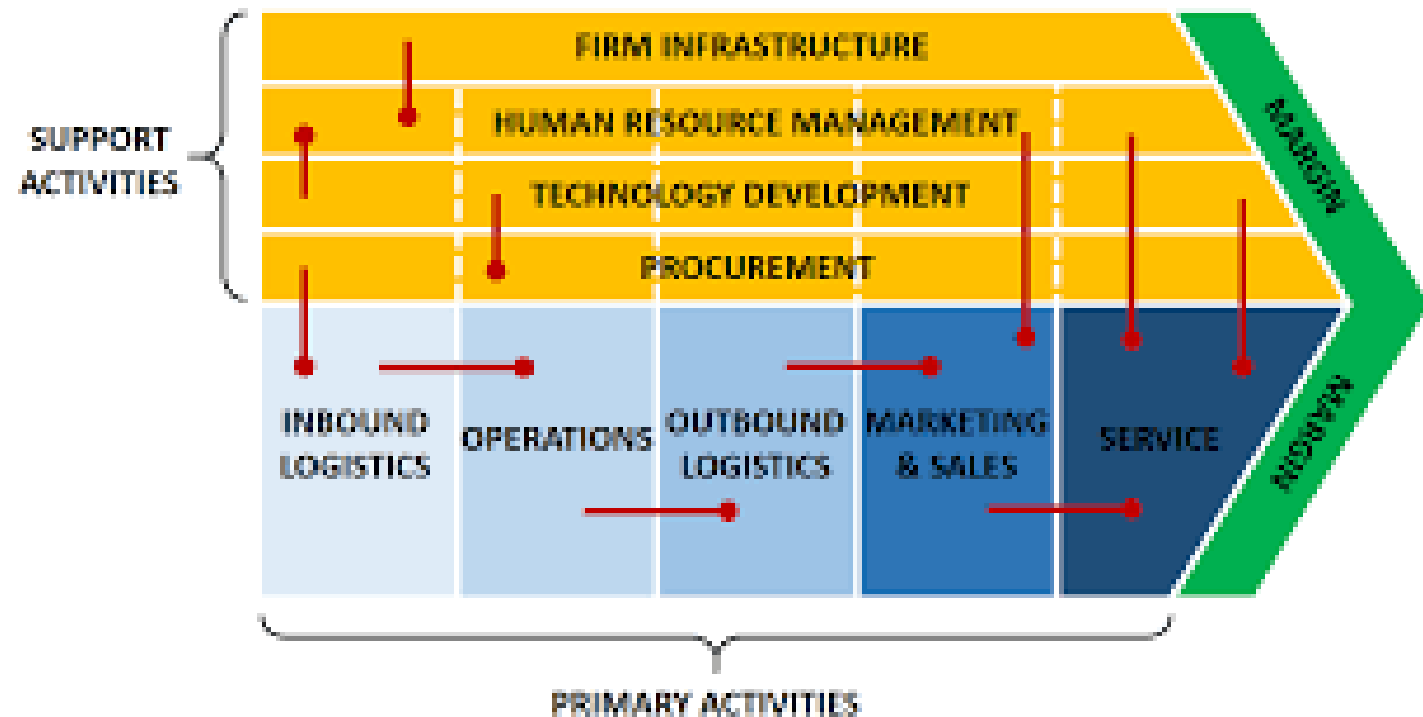 FIRM INFRASTRUCTURE
HUMAN RESOURCE MANAGEMENT
SUPPORT
ACTIVITIES
TECHNOLOGY DEVELOPMENT
PROCUREMENT
MARGIN
MARGIN
INBOUND
LOGISTICS
OPERATIONS
OUTBOUND
LOGISTICS
MARKETING
& SALES
SERVICE
PRIMARY ACTIVITIES